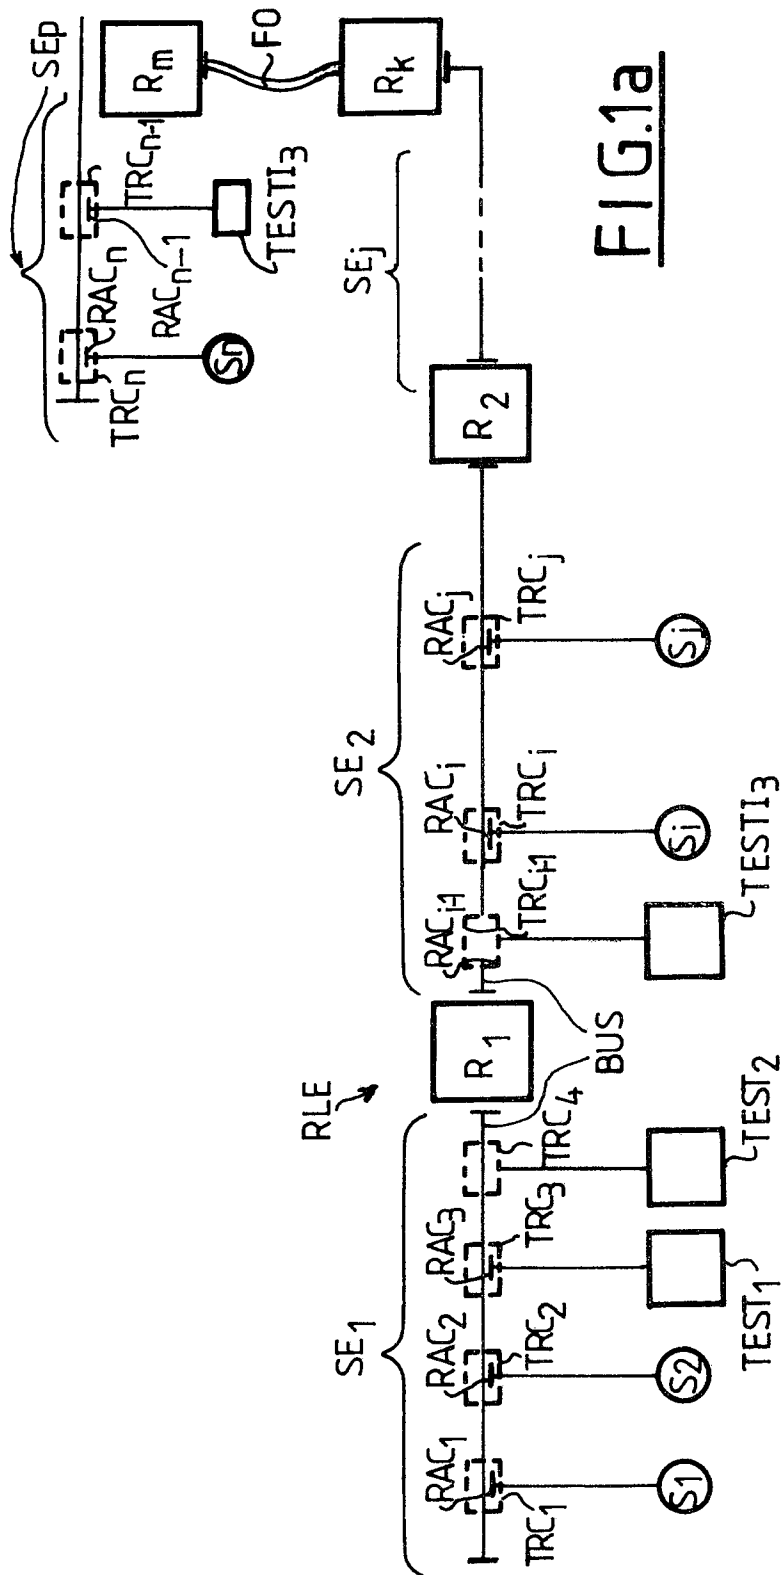 SEp
Rm
FO
Rk
TRCn-1
TESTI3
RACn
RACn-1
TRCn
Sn
SEj
R2
FIG.1a
SE2
RACj
TRCj
Sj
RACi
TRCi
Si
RACi-1
TRCi-1
TESTI3
RLE
R1
BUS
SE1
TRC4
TEST2
RAC3
TRC3
TEST1
RAC2
TRC2
S2
RAC1
TRC1
S1